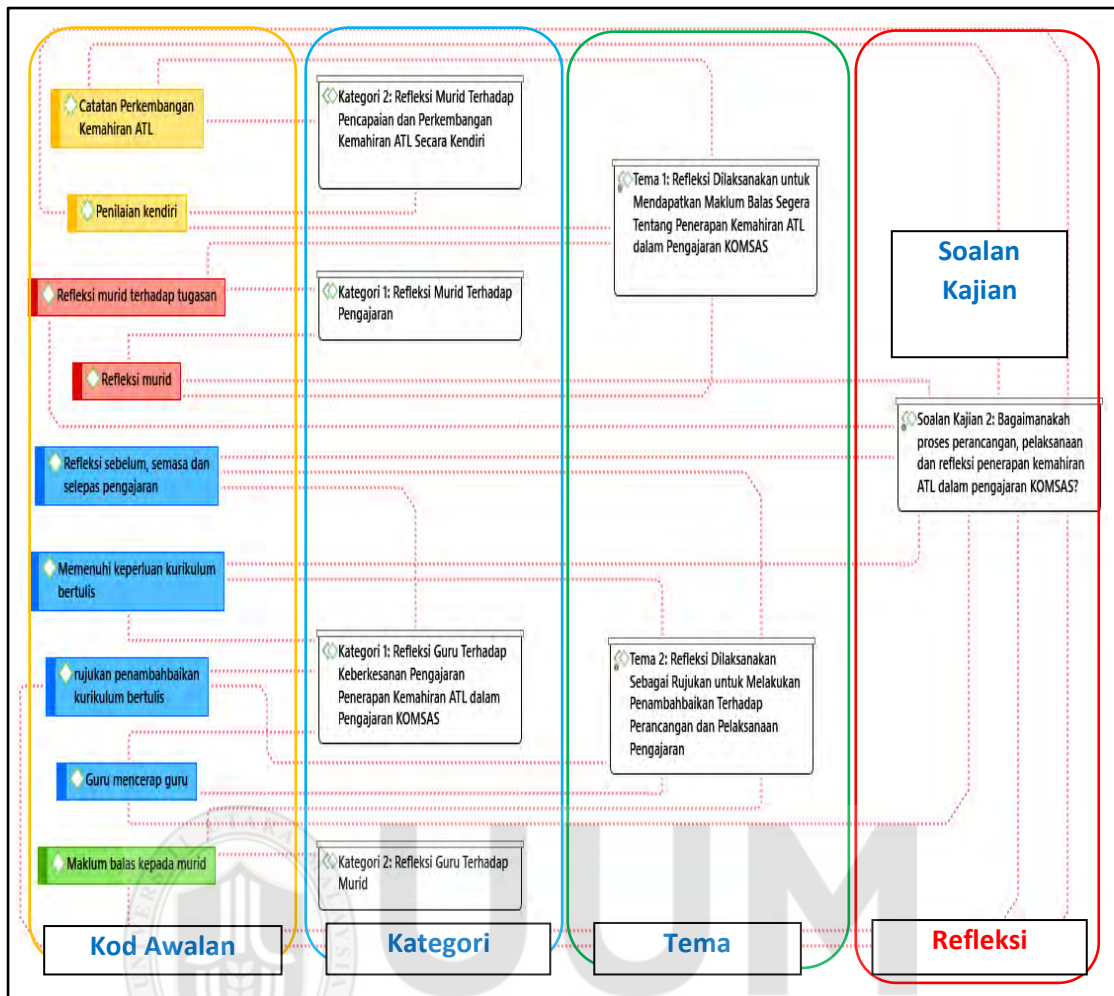 Catatan Perkembangan
Kemahiran ATL
Penilaian kendiri
Refleksi murid terhadap tugasan
Refleksi murid
Refleksi sebelum, semasa dan
selepas pengajaran
Memenuhi keperluan kurikulum
bertulis
rujukan penambahbaikan
kurikulum bertulis
Guru mencerap guru
Maklum balas kepada murid
Kod Awalan
Kategori 2: Refleksi Murid Terhadap
Pencapaian dan Perkembangan
Kemahiran ATL Secara Kendiri
Kategori 1: Refleksi Murid Terhadap
Pengajaran
Kategori 1: Refleksi Guru Terhadap
Keberkesanan Pengajaran
Penerapan Kemahiran ATL dalam
Pengajaran KOMSAS
Kategori 2: Refleksi Guru Terhadap
Murid
Kategori
Tema 1: Refleksi Dilaksanakan untuk
Mendapatkan Maklum Balas Segera
Tentang Penerapan Kemahiran ATL
dalam Pengajaran KOMSAS
Tema 2: Refleksi Dilaksanakan
Sebagai Rujukan untuk Melakukan
Penambahbaikan Terhadap
Perancangan dan Pelaksanaan
Pengajaran
Tema
Soalan
Kajian
Soalan Kajian 2: Bagaimanakah
proses perancangan, pelaksanaan
dan refleksi penerapan kemahiran
ATL dalam pengajaran KOMSAS?
Refleksi
UUM